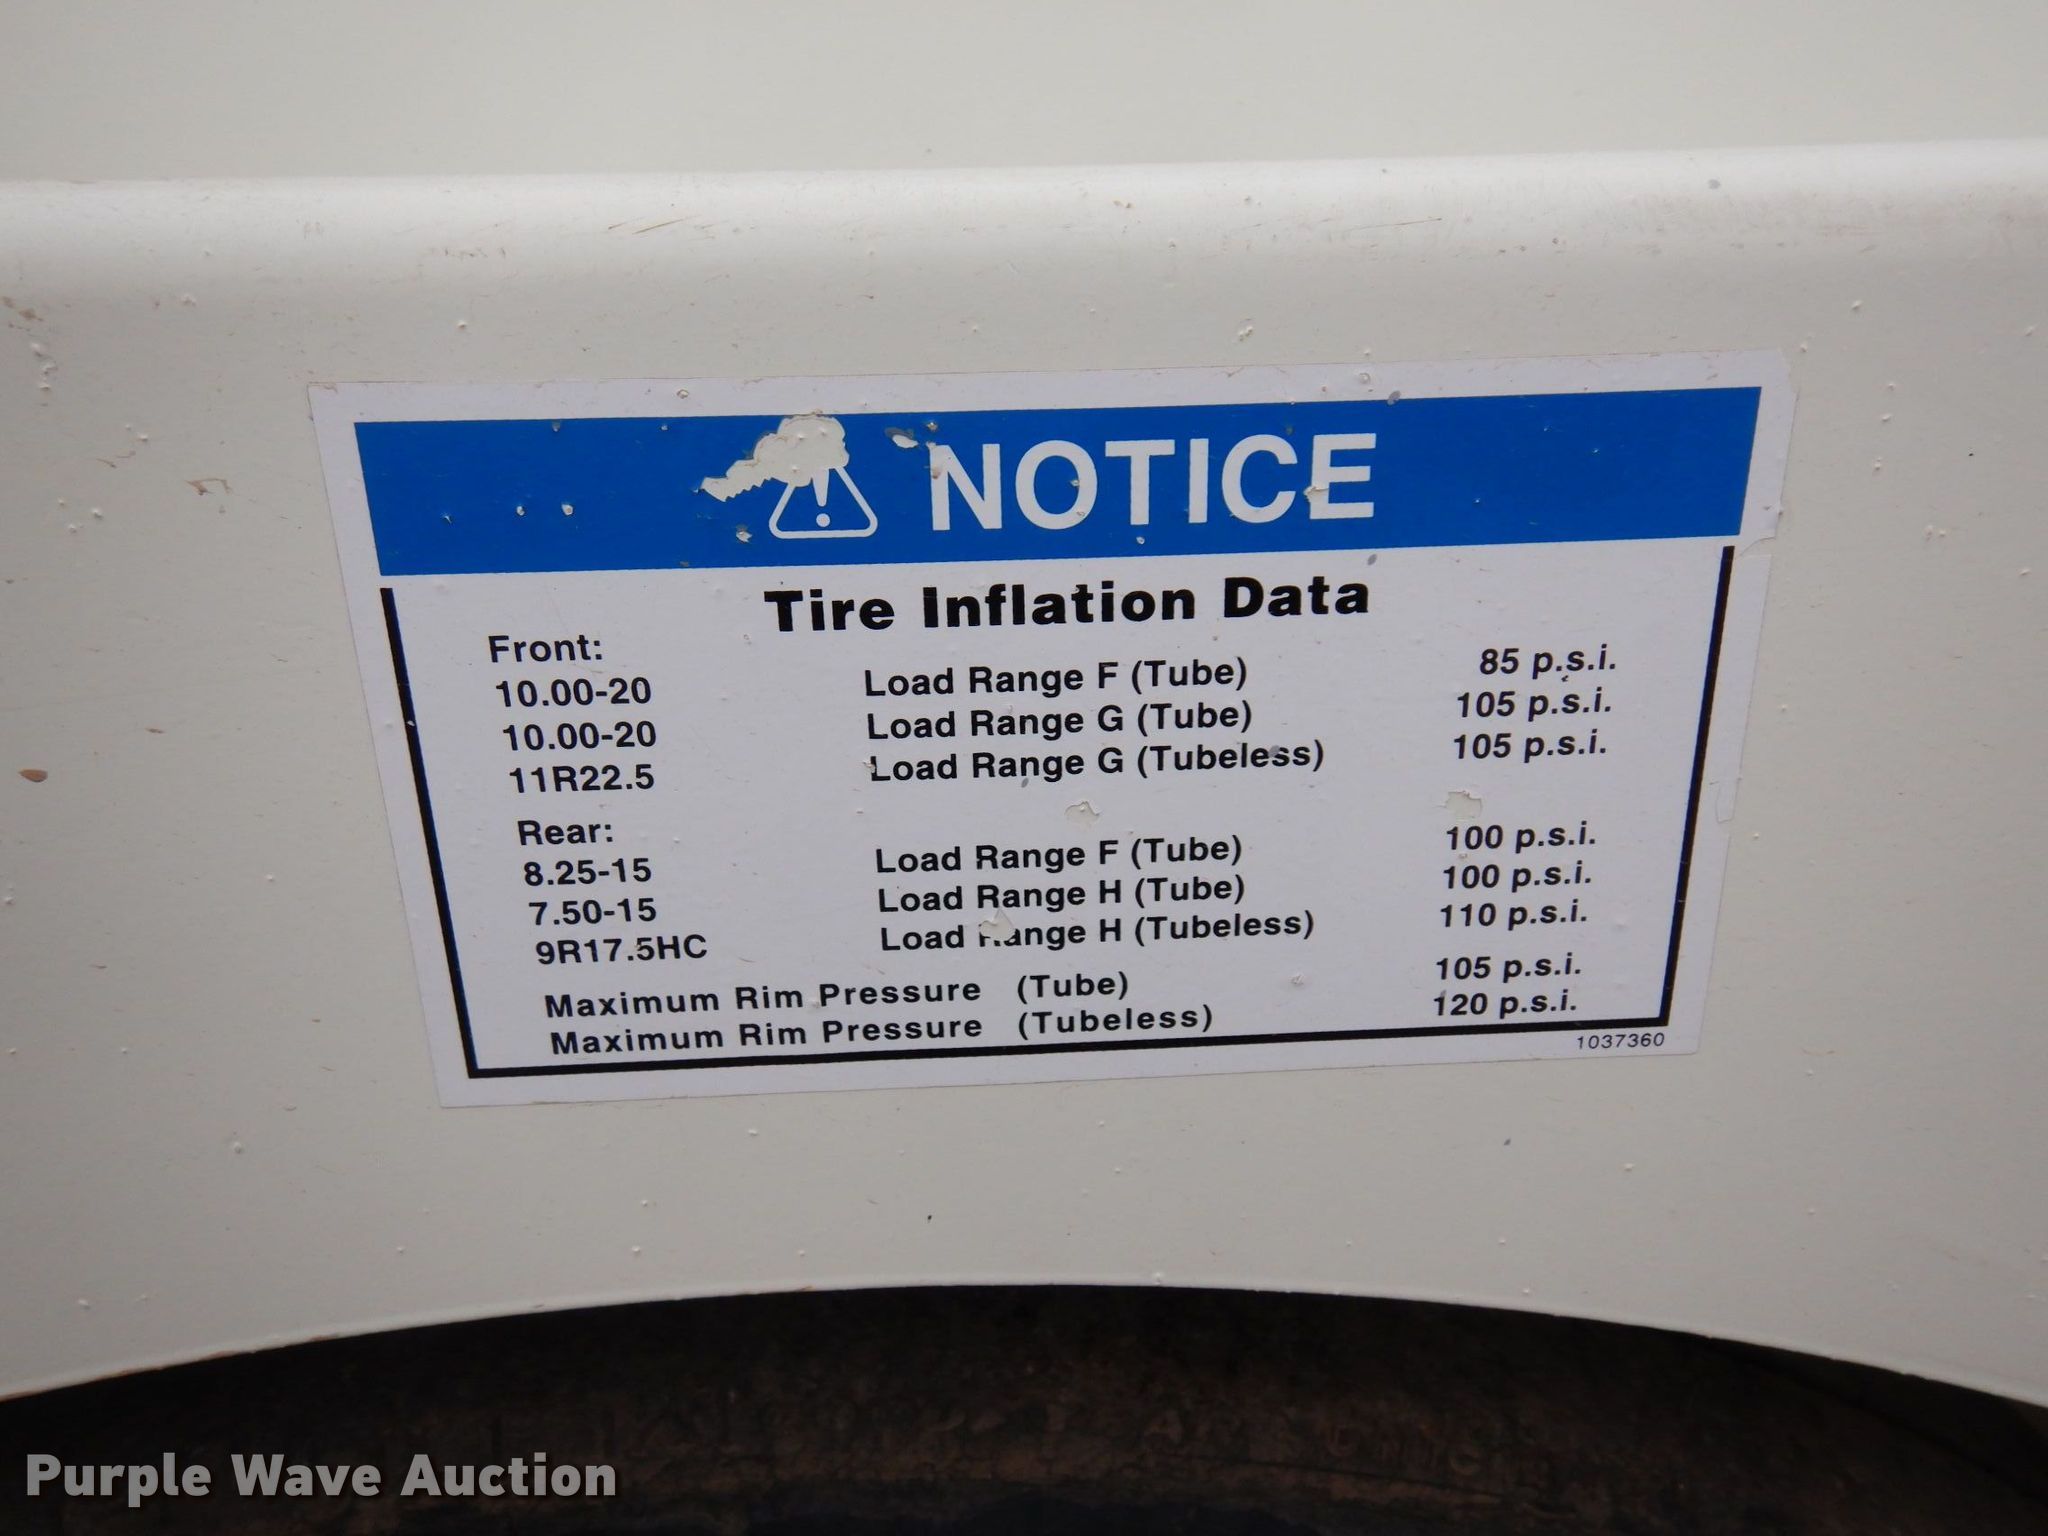 NOTICE
Tire Inflation Data
Front:
10.00-20 Load Range F (Tube) 85 p.s.i.
10.00-20 Load Range G (Tube) 105 p.s.i.
11R22.5 Load Range G (Tubeless) 105 p.s.i.
Rear:
8.25-15 Load Range F (Tube) 100 p.s.i.
7.50-15 Load Range H (Tube) 100 p.s.i.
9R17.5HC Load Range H (Tubeless) 110 p.s.i.
Maximum Rim Pressure (Tube) 105 p.s.i.
Maximum Rim Pressure (Tubeless) 120 p.s.i.
1037360
Purple Wave Auction